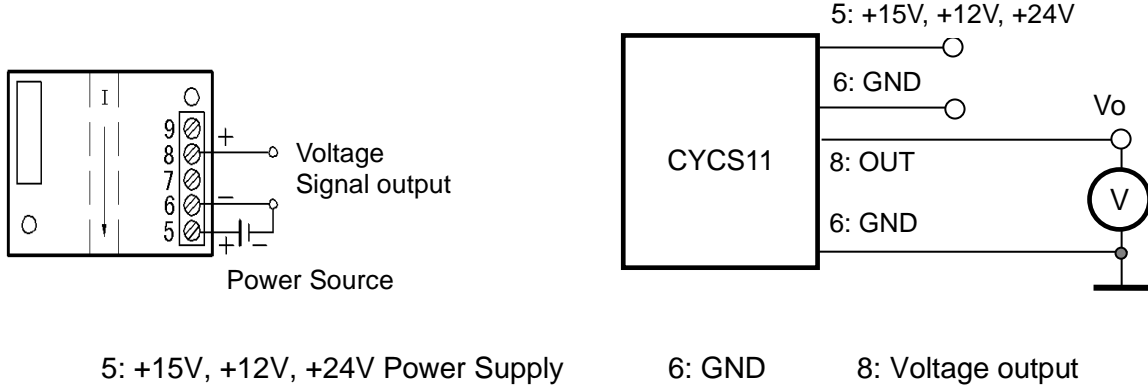 I
9
8
7
6
5
+
−
+
−
Voltage
Signal output
Power Source
5: +15V, +12V, +24V
6: GND
CYCS11
8: OUT
6: GND
Vo
V
5: +15V, +12V, +24V Power Supply 6: GND 8: Voltage output